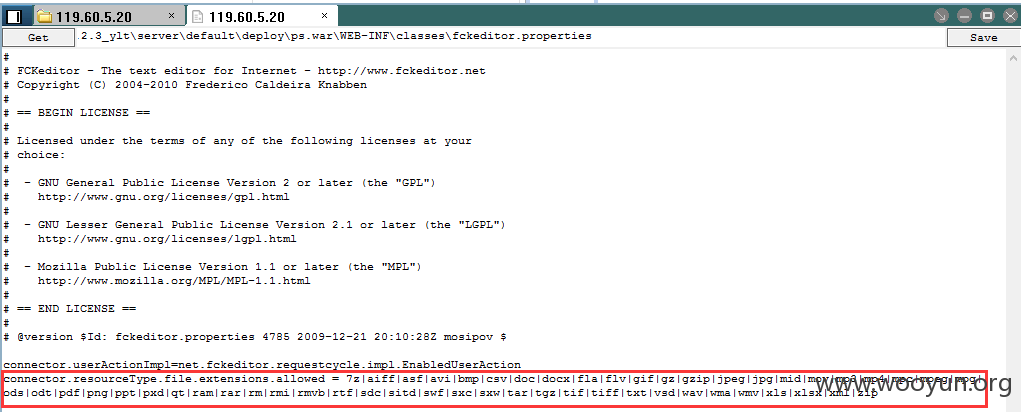 119.60.5.20 × 119.60.5.20 ×
Get .2.3_ylt\server\default\deploy\ps.war\WEB-INF\classes\fckeditor.properties Save
#
# FCKeditor - The text editor for Internet - http://www.fckeditor.net
# Copyright (C) 2004-2010 Frederico Caldeira Knabben
#
# == BEGIN LICENSE ==
#
# Licensed under the terms of any of the following licenses at your
# choice:
#
#  - GNU General Public License Version 2 or later (the "GPL")
#    http://www.gnu.org/licenses/gpl.html
#
#  - GNU Lesser General Public License Version 2.1 or later (the "LGPL")
#    http://www.gnu.org/licenses/lgpl.html
#
#  - Mozilla Public License Version 1.1 or later (the "MPL")
#    http://www.mozilla.org/MPL/MPL-1.1.html
#
# == END LICENSE ==
#
# @version $Id: fckeditor.properties 4785 2009-12-21 20:10:28Z mosipov $
connector.userActionImpl=net.fckeditor.requestcycle.impl.EnabledUserAction
connector.resourceType.file.extensions.allowed = 7z|aiff|asf|avi|bmp|csv|doc|docx|fla|flv|gif|gz|gzip|jpeg|jpg|mid|mov|mp3|mp4|mpc|mpeg|mpg|
ods|odt|pdf|png|ppt|pxd|qt|ram|rar|rm|rmi|rmvb|rtf|sdc|sitd|swf|sxc|sxw|tar|tgz|tif|tiff|txt|vsd|wav|wma|wmv|xls|xlsx|xml|zip
www.wooyun.org